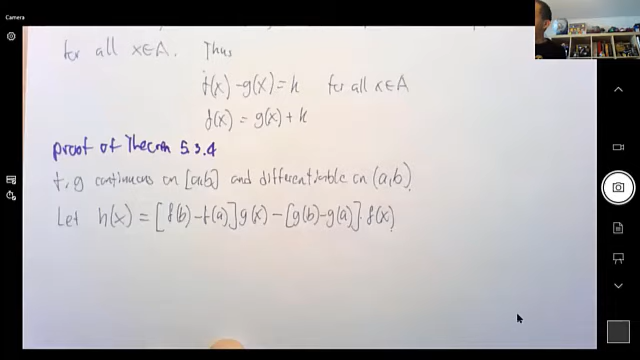 Camera
for all x∈A. Thus
f(x) - g(x) = k for all x∈A
f(x) = g(x) + k
proof of Theorem 5.3.4
f, g continuous on [a,b] and differentiable on (a,b).
Let h(x) = [f(b) - f(a)] g(x) - [g(b) - g(a)]·f(x)